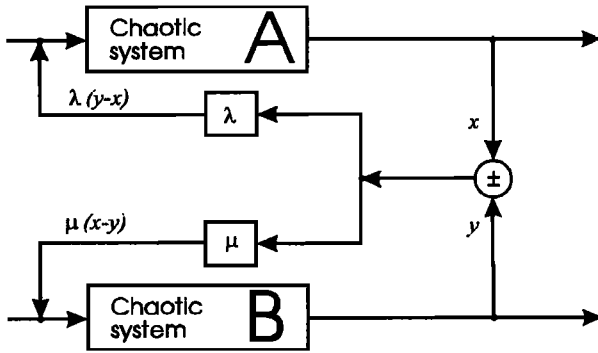 Chaotic system A
λ (y-x)
λ
x
±
y
μ (x-y)
μ
Chaotic system B